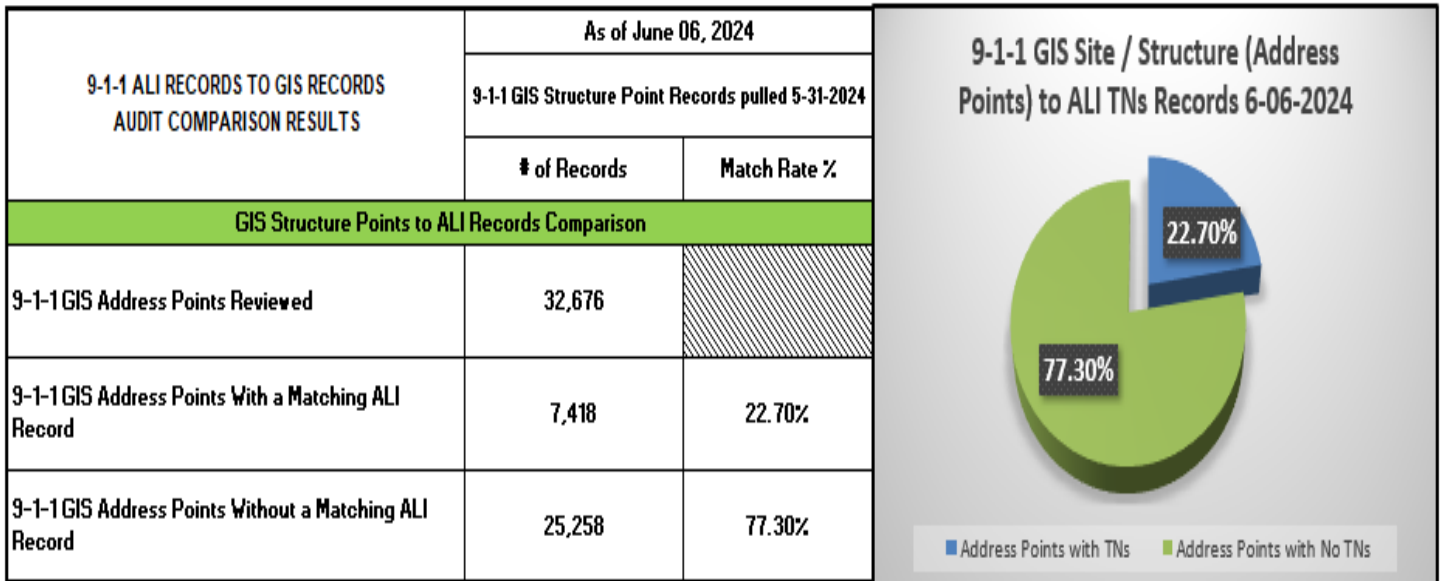 9-1-1 ALI RECORDS TO GIS RECORDS
AUDIT COMPARISON RESULTS
As of June 06, 2024
9-1-1 GIS Structure Point Records pulled 5-31-2024
# of Records
Match Rate %
GIS Structure Points to ALI Records Comparison
9-1-1 GIS Address Points Reviewed
32,676
9-1-1 GIS Address Points With a Matching ALI
Record
7,418
22.70%
9-1-1 GIS Address Points Without a Matching ALI
Record
25,258
77.30%
9-1-1 GIS Site / Structure (Address
Points) to ALI TNs Records 6-06-2024
22.70%
77.30%
Address Points with TNs
Address Points with No TNs